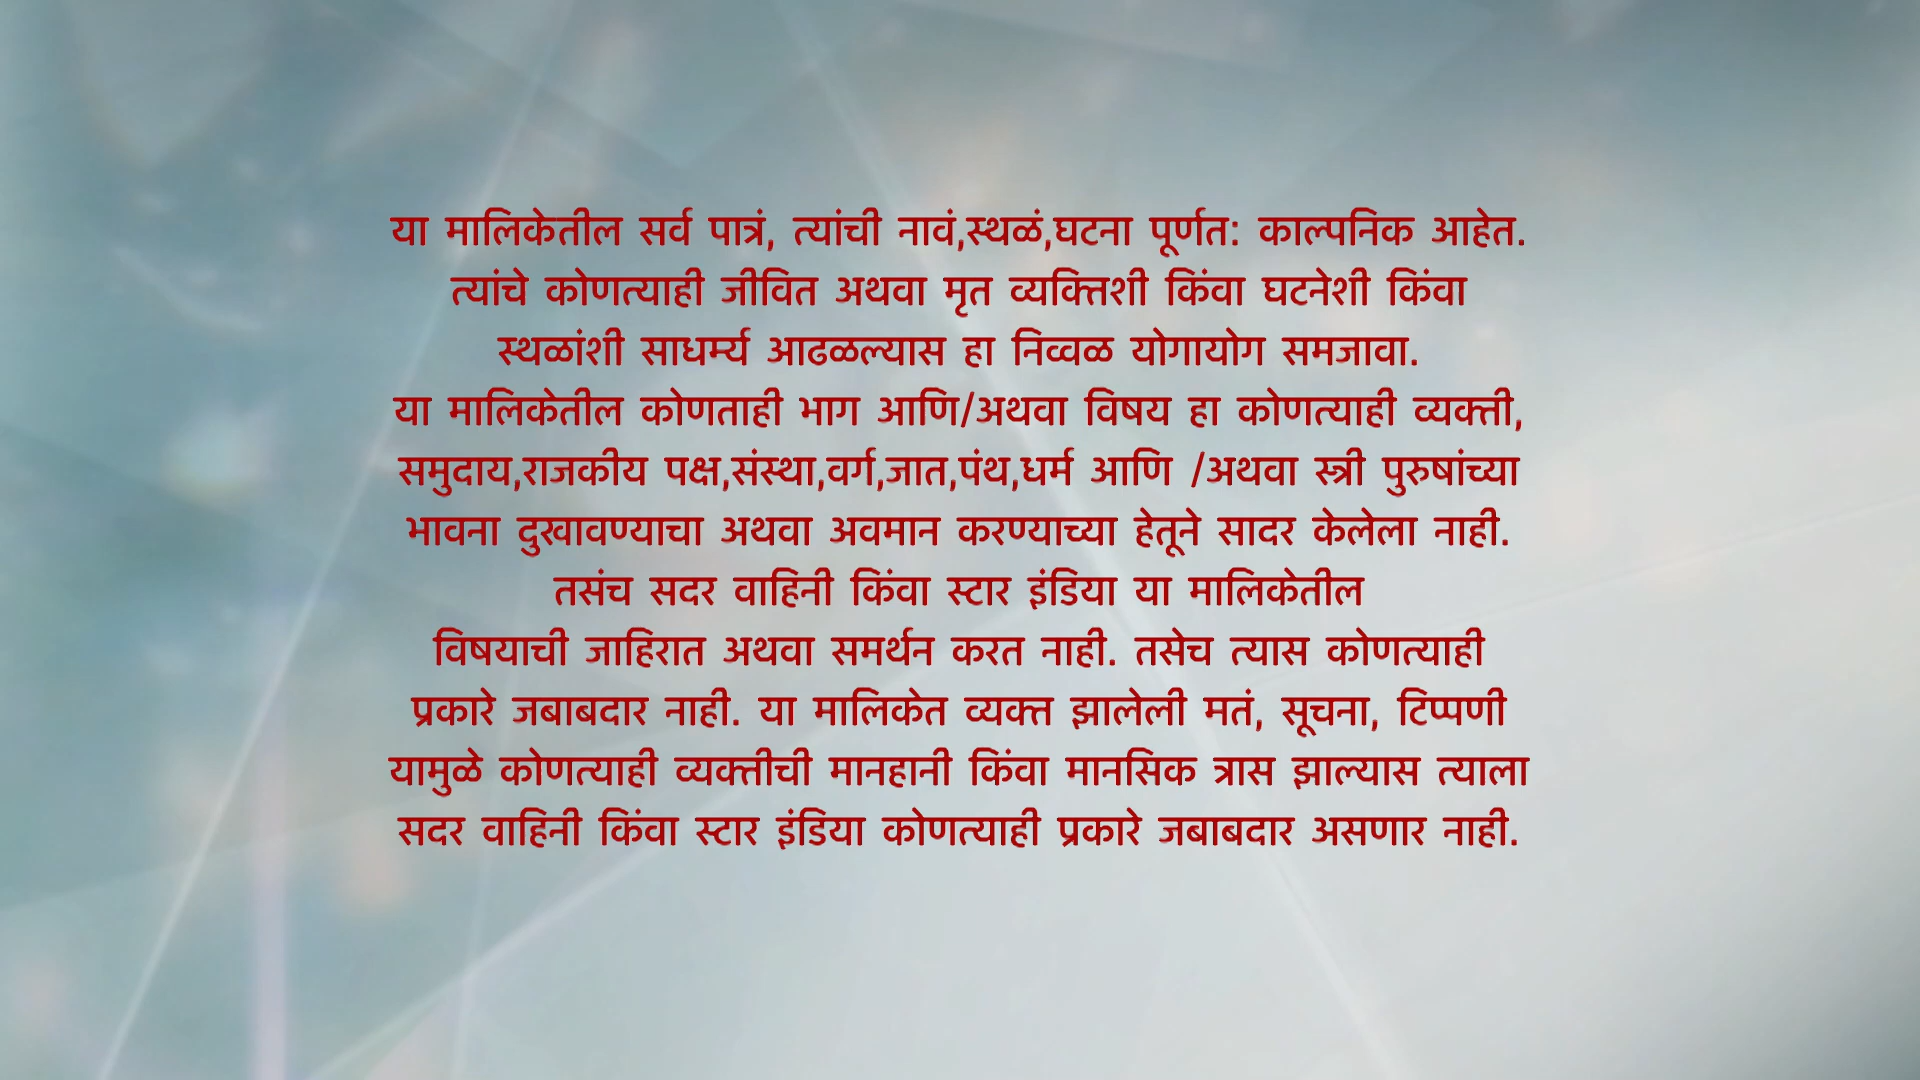 या मालिकेतील सर्व पात्रं, त्यांची नावं,स्थळं,घटना पूर्णत: काल्पनिक आहेत.
त्यांचे कोणत्याही जीवित अथवा मृत व्यक्तिशी किंवा घटनेशी किंवा
स्थळांशी साधर्म्य आढळल्यास हा निव्वळ योगायोग समजावा.
या मालिकेतील कोणताही भाग आणि/अथवा विषय हा कोणत्याही व्यक्ती,
समुदाय,राजकीय पक्ष,संस्था,वर्ग,जात,पंथ,धर्म आणि /अथवा स्त्री पुरुषांच्या
भावना दुखावण्याचा अथवा अवमान करण्याच्या हेतूने सादर केलेला नाही.
तसंच सदर वाहिनी किंवा स्टार इंडिया या मालिकेतील
विषयाची जाहिरात अथवा समर्थन करत नाही. तसेच त्यास कोणत्याही
प्रकारे जबाबदार नाही. या मालिकेत व्यक्त झालेली मतं, सूचना, टिप्पणी
यामुळे कोणत्याही व्यक्तीची मानहानी किंवा मानसिक त्रास झाल्यास त्याला
सदर वाहिनी किंवा स्टार इंडिया कोणत्याही प्रकारे जबाबदार असणार नाही.